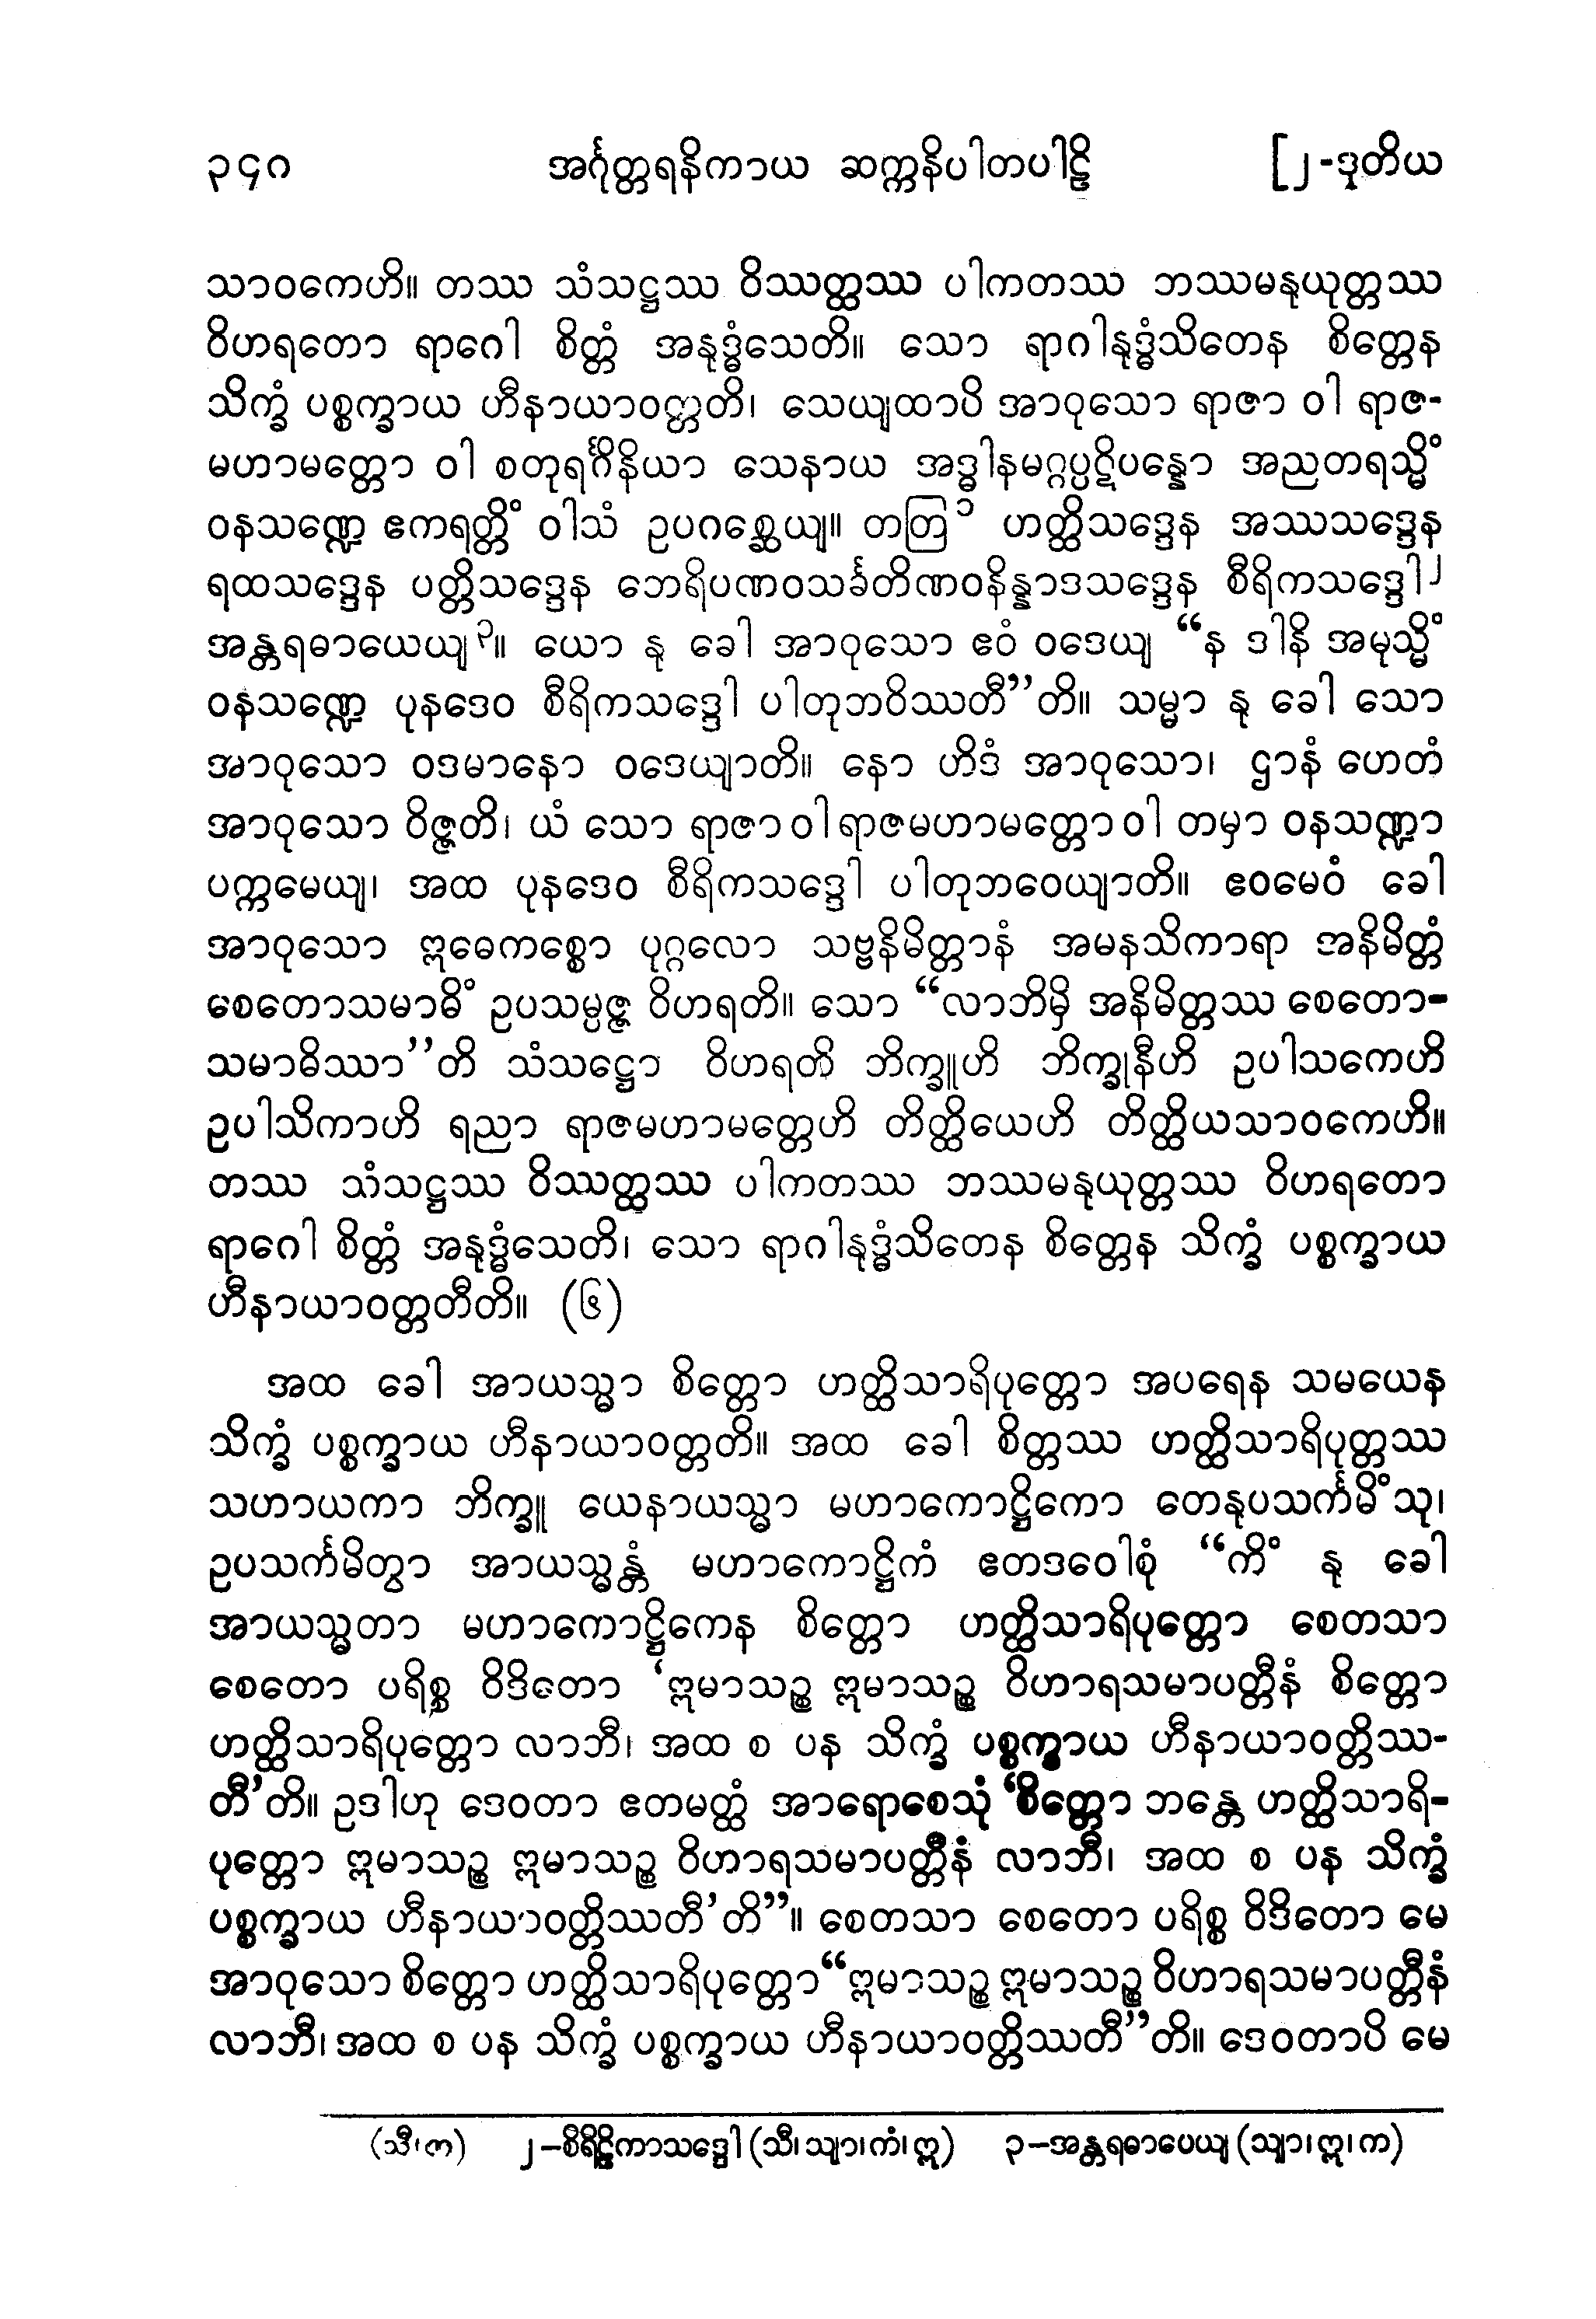 ၃၄၈ အင်္ဂုတ္တရနိကာယ ဆက္ကနိပါတပါဠိ [၂-ဒုတိယ
သာဝကေဟိ။ တဿ သံသဋ္ဌဿ ဝိဿတ္ထဿ ပါကတဿ ဘဿမနုယုတ္တဿ
ဝိဟရတော ရာဂေါ စိတ္တံ အနုဒ္ဓံသေတိ။ သော ရာဂါနုဒ္ဓံသိတေန စိတ္တေန
သိက္ခံ ပစ္စက္ခာယ ဟီနာယာဝတ္တတိ၊ သေယျထာပိ အာဝုသော ရာဇာ ဝါ ရာဇ-
မဟာမတ္တော ဝါ စတုရင်္ဂိနိယာ သေနာယ အဒ္ဓါနမဂ္ဂပ္ပဋိပန္နော အညတရသ္မိံ
ဝနသဏ္ဍေ ဧကရတ္တိံ ဝါသံ ဥပဂစ္ဆေယျ။ တတြ၁ ဟတ္ထိသဒ္ဒေန အဿသဒ္ဒေန
ရထသဒ္ဒေန ပတ္တိသဒ္ဒေန ဘေရိပဏဝသင်္ခတိဏဝနိန္နာဒသဒ္ဒေန စီရိကသဒ္ဒေါ၂
အန္တရဓာယေယျ၃။ ယော နု ခေါ အာဝုသော ဧဝံ ဝဒေယျ “န ဒါနိ အမုသ္မိံ
ဝနသဏ္ဍေ ပုနဒေဝ စီရိကသဒ္ဒေါ ပါတုဘဝိဿတီ”တိ။ သမ္မာ နု ခေါ သော
အာဝုသော ဝဒမာနော ဝဒေယျာတိ။ နော ဟိဒံ အာဝုသော၊ ဌာနံ ဟေတံ
အာဝုသော ဝိဇ္ဇတိ၊ ယံ သော ရာဇာ ဝါ ရာဇမဟာမတ္တော ဝါ တမှာ ဝနသဏ္ဍာ
ပက္ကမေယျ၊ အထ ပုနဒေဝ စီရိကသဒ္ဒေါ ပါတုဘဝေယျာတိ။ ဧဝမေဝံ ခေါ
အာဝုသော ဣဓေကစ္စော ပုဂ္ဂလော သဗ္ဗနိမိတ္တာနံ အမနသိကာရာ အနိမိတ္တံ
စေတောသမာဓိံ ဥပသမ္ပဇ္ဇ ဝိဟရတိ။ သော “လာဘိမှိ အနိမိတ္တဿ စေတော-
သမာဓိဿာ”တိ သံသဋ္ဌော ဝိဟရတိ ဘိက္ခူဟိ ဘိက္ခုနီဟိ ဥပါသကေဟိ
ဥပါသိကာဟိ ရညာ ရာဇမဟာမတ္တေဟိ တိတ္ထိယေဟိ တိတ္ထိယသာဝကေဟိ။
တဿ သံသဋ္ဌဿ ဝိဿတ္ထဿ ပါကတဿ ဘဿမနုယုတ္တဿ ဝိဟရတော
ရာဂေါ စိတ္တံ အနုဒ္ဓံသေတိ၊ သော ရာဂါနုဒ္ဓံသိတေန စိတ္တေန သိက္ခံ ပစ္စက္ခာယ
ဟီနာယာဝတ္တတီတိ။ (၆)
အထ ခေါ အာယသ္မာ စိတ္တော ဟတ္ထိသာရိပုတ္တော အပရေန သမယေန
သိက္ခံ ပစ္စက္ခာယ ဟီနာယာဝတ္တတိ။ အထ ခေါ စိတ္တဿ ဟတ္ထိသာရိပုတ္တဿ
သဟာယကာ ဘိက္ခူ ယေနာယသ္မာ မဟာကောဋ္ဌိကော တေနုပသင်္ကမိံသု၊
ဥပသင်္ကမိတွာ အာယသ္မန္တံ မဟာကောဋ္ဌိကံ ဧတဒဝေါစုံ “ကိံ နု ခေါ
အာယသ္မတာ မဟာကောဋ္ဌိကေန စိတ္တော ဟတ္ထိသာရိပုတ္တော စေတသာ
စေတော ပရိစ္စ ဝိဒိတော ‘ဣမာသဉ္စ ဣမာသဉ္စ ဝိဟာရသမာပတ္တီနံ စိတ္တော
ဟတ္ထိသာရိပုတ္တော လာဘီ၊ အထ စ ပန သိက္ခံ ပစ္စက္ခာယ ဟီနာယာဝတ္တိဿ-
တီ’တိ။ ဥဒါဟု ဒေဝတာ ဧတမတ္ထံ အာရောစေသုံ ‘စိတ္တော ဘန္တေ ဟတ္ထိသာရိ-
ပုတ္တော ဣမာသဉ္စ ဣမာသဉ္စ ဝိဟာရသမာပတ္တီနံ လာဘီ၊ အထ စ ပန သိက္ခံ
ပစ္စက္ခာယ ဟီနာယာဝတ္တိဿတီ’တိ”။ စေတသာ စေတော ပရိစ္စ ဝိဒိတော မေ
အာဝုသော စိတ္တော ဟတ္ထိသာရိပုတ္တော “ဣမာသဉ္စ ဣမာသဉ္စ ဝိဟာရသမာပတ္တီနံ
လာဘီ၊ အထ စ ပန သိက္ခံ ပစ္စက္ခာယ ဟီနာယာဝတ္တိဿတီ”တိ။ ဒေဝတာပိ မေ
(သီ၊ က) ၂-စိရိဠိကာသဒ္ဒေါ (သီ၊ သျာ၊ ကံ၊ ဣ) ၃-အန္တရဓာပေယျ (သျာ၊ ဣ၊ က)